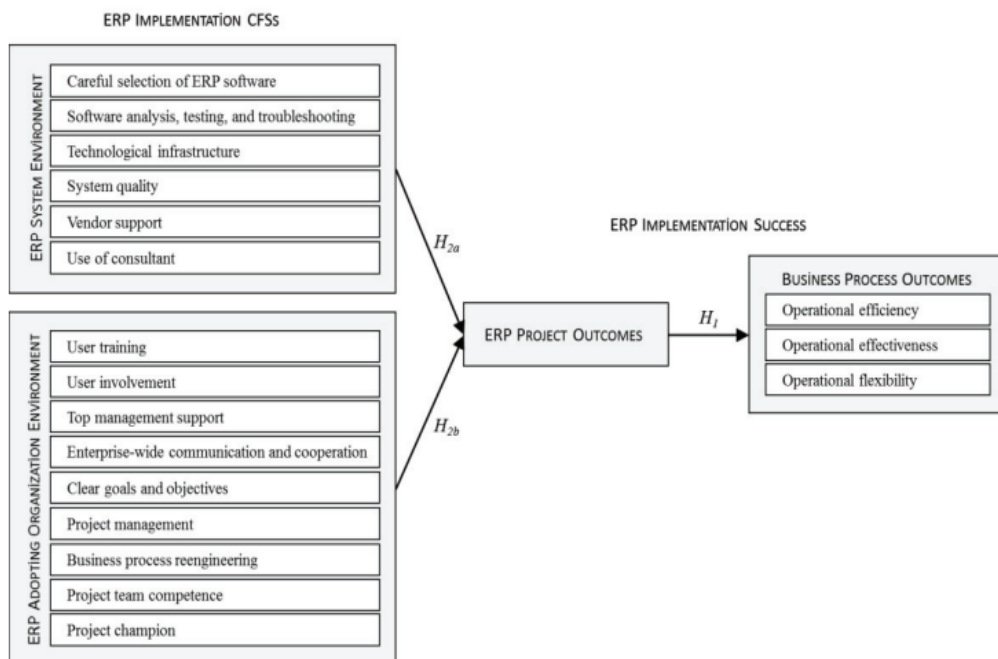 ERP IMPLEMENTATION CFSs
ERP SYSTEM ENVIRONMENT
Careful selection of ERP software
Software analysis, testing, and troubleshooting
Technological infrastructure
System quality
Vendor support
Use of consultant
ERP ADOPTING ORGANIZATION ENVIRONMENT
User training
User involvement
Top management support
Enterprise-wide communication and cooperation
Clear goals and objectives
Project management
Business process reengineering
Project team competence
Project champion
H2a
H2b
ERP PROJECT OUTCOMES
H1
ERP IMPLEMENTATION SUCCESS
BUSINESS PROCESS OUTCOMES
Operational efficiency
Operational effectiveness
Operational flexibility